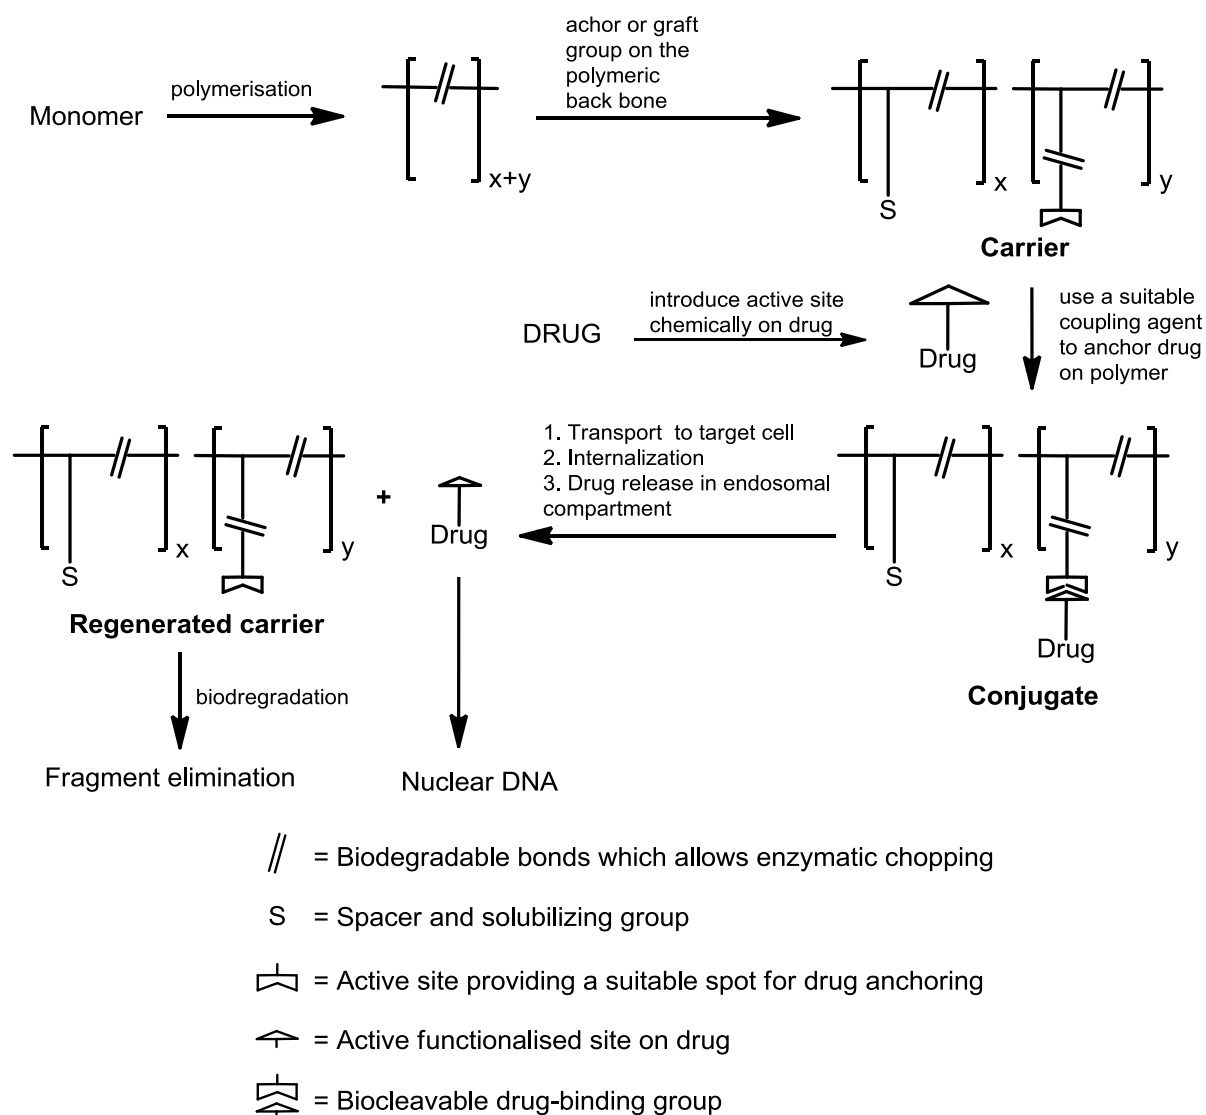 Monomer
polymerisation
x+y
achor or graft
group on the
polymeric
back bone
S
x
y
Carrier
DRUG
introduce active site
chemically on drug
Drug
use a suitable
coupling agent
to anchor drug
on polymer
S
x
y
Drug
Conjugate
1. Transport to target cell
2. Internalization
3. Drug release in endosomal
compartment
S
x
y
Regenerated carrier
+
Drug
biodregradation
Fragment elimination
Nuclear DNA
= Biodegradable bonds which allows enzymatic chopping
S = Spacer and solubilizing group
= Active site providing a suitable spot for drug anchoring
= Active functionalised site on drug
= Biocleavable drug-binding group